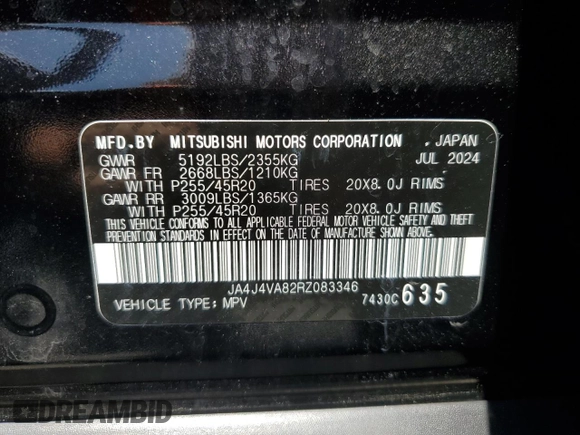 MFD.BY MITSUBISHI MOTORS CORPORATION . JAPAN
GVWR 5192LBS/2355KG JUL 2024
GAWR FR 2668LBS/1210KG
WITH P255/45R20 TIRES 20X8.0J RIMS
GAWR RR 3009LBS/1365KG
WITH P255/45R20 TIRES 20X8.0J RIMS
THIS VEHICLE CONFORMS TO ALL APPLICABLE FEDERAL MOTOR VEHICLE SAFETY AND THEFT
PREVENTION STANDARDS IN EFFECT ON THE DATE OF MANUFACTURE SHOWN ABOVE.
JA4J4VA82RZ083346
VEHICLE TYPE: MPV 7430C 635
DREAMBID